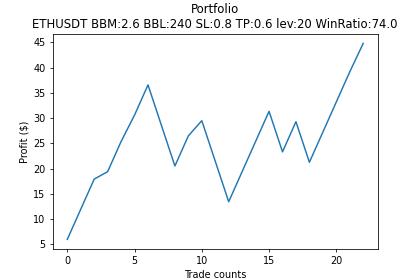 Portfolio
ETHUSDT BBM:2.6 BBL:240 SL:0.8 TP:0.6 lev:20 WinRatio:74.0
45
40
35
30
25
20
15
10
5
Profit ($)
0 5 10 15 20
Trade counts